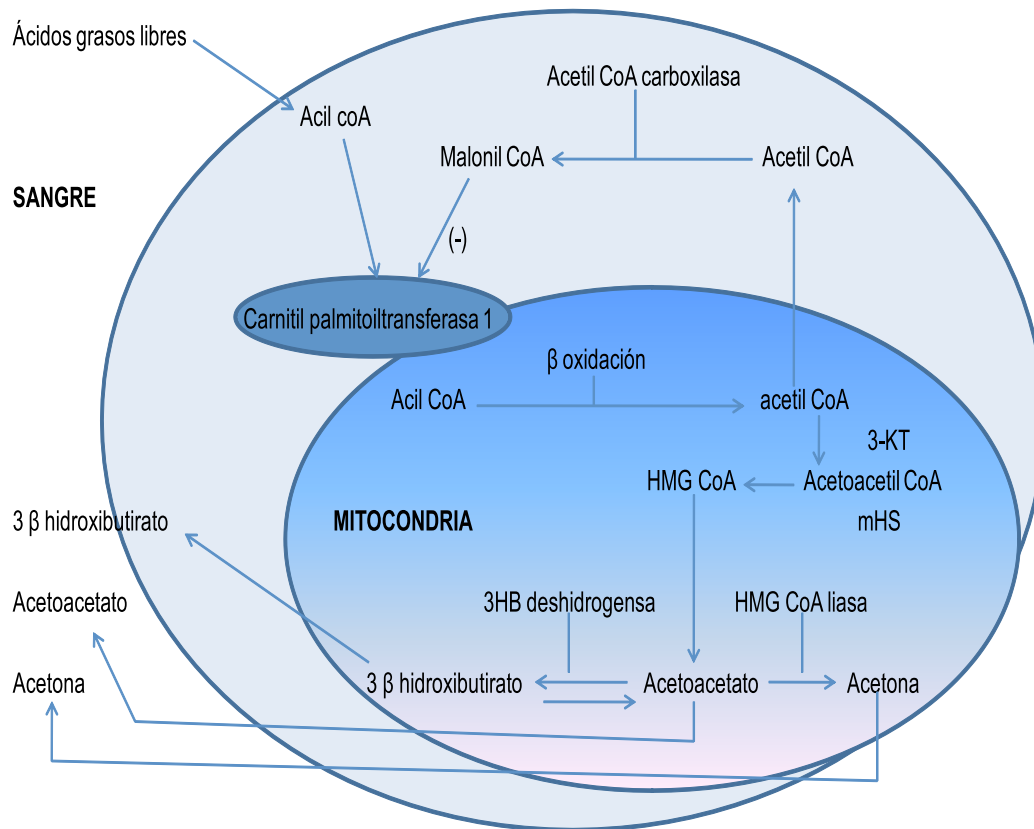 Ácidos grasos libres
Acetil CoA carboxilasa
Acil coA
Malonil CoA
Acetil CoA
SANGRE
(-)
Carnitil palmitoiltransferasa 1
β oxidación
Acil CoA
acetil CoA
3-KT
HMG CoA
Acetoacetil CoA
MITOCONDRIA
mHS
3 β hidroxibutirato
Acetoacetato
3HB deshidrogensa
HMG CoA liasa
Acetona
3 β hidroxibutirato
Acetoacetato
Acetona